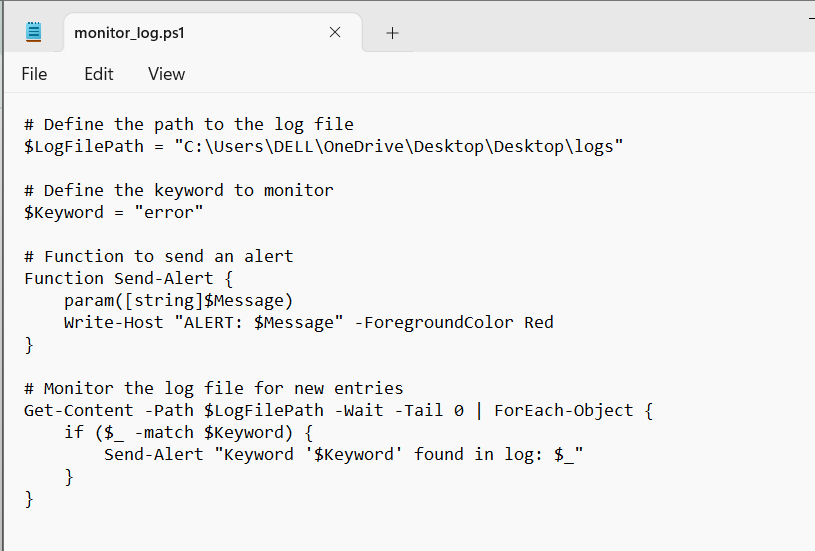 monitor_log.ps1
File Edit View
# Define the path to the log file
$LogFilePath = "C:\Users\DELL\OneDrive\Desktop\Desktop\logs"
# Define the keyword to monitor
$Keyword = "error"
# Function to send an alert
Function Send-Alert {
    param([string]$Message)
    Write-Host "ALERT: $Message" -ForegroundColor Red
}
# Monitor the log file for new entries
Get-Content -Path $LogFilePath -Wait -Tail 0 | ForEach-Object {
    if ($_ -match $Keyword) {
        Send-Alert "Keyword '$Keyword' found in log: $_"
    }
}